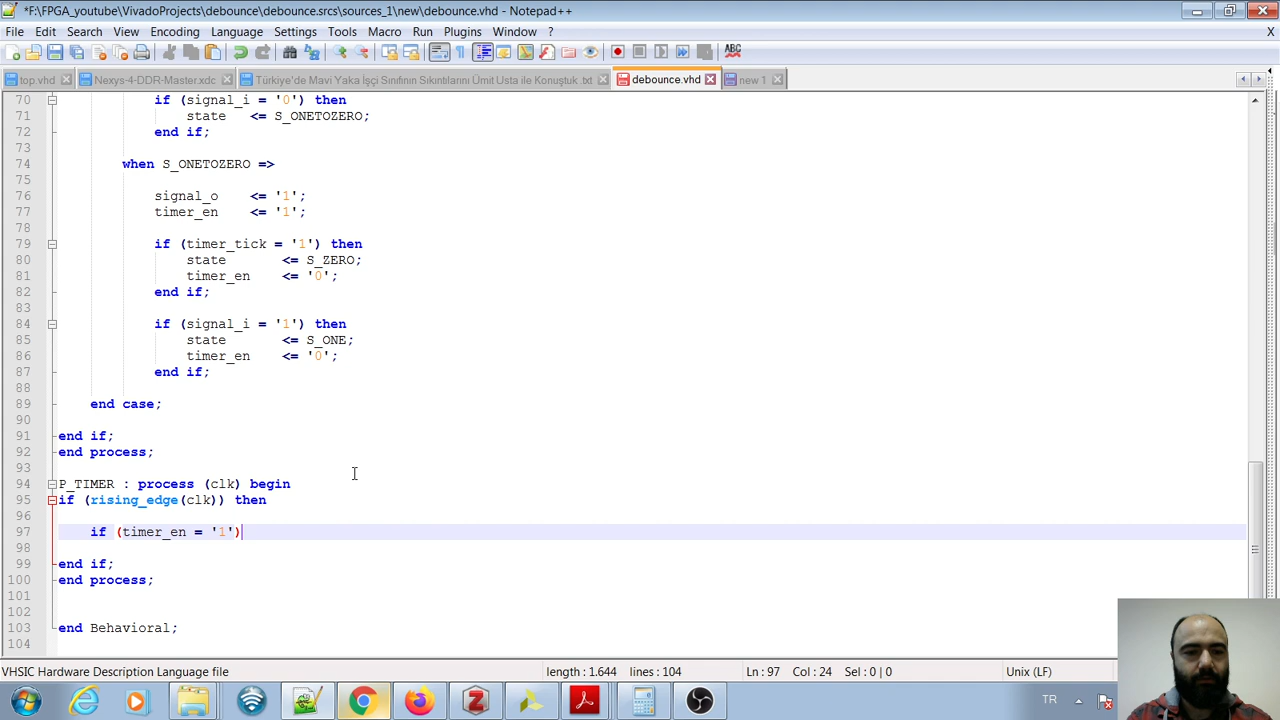 *F:\FPGA_youtube\VivadoProjects\debounce\debounce.srcs\sources_1\new\debounce.vhd - Notepad++
File Edit Search View Encoding Language Settings Tools Macro Run Plugins Window ? X
top.vhd Nexys-4-DDR-Master.xdc Türkiye'de Mavi Yaka İşçi Sınıfının Sıkıntılarını Ümit Usta ile Konuştuk.txt debounce.vhd new 1
70 if (signal_i = '0') then
71 state <= S_ONETOZERO;
72 end if;
73
74 when S_ONETOZERO =>
75
76 signal_o <= '1';
77 timer_en <= '1';
78
79 if (timer_tick = '1') then
80 state <= S_ZERO;
81 timer_en <= '0';
82 end if;
83
84 if (signal_i = '1') then
85 state <= S_ONE;
86 timer_en <= '0';
87 end if;
88
89 end case;
90
91 end if;
92 end process;
93
94 P_TIMER : process (clk) begin
95 if (rising_edge(clk)) then
96
97 if (timer_en = '1')
98
99 end if;
100 end process;
101
102
103 end Behavioral;
104
VHSIC Hardware Description Language file length : 1.644 lines : 104 Ln : 97 Col : 24 Sel : 0 | 0 Unix (LF)
TR